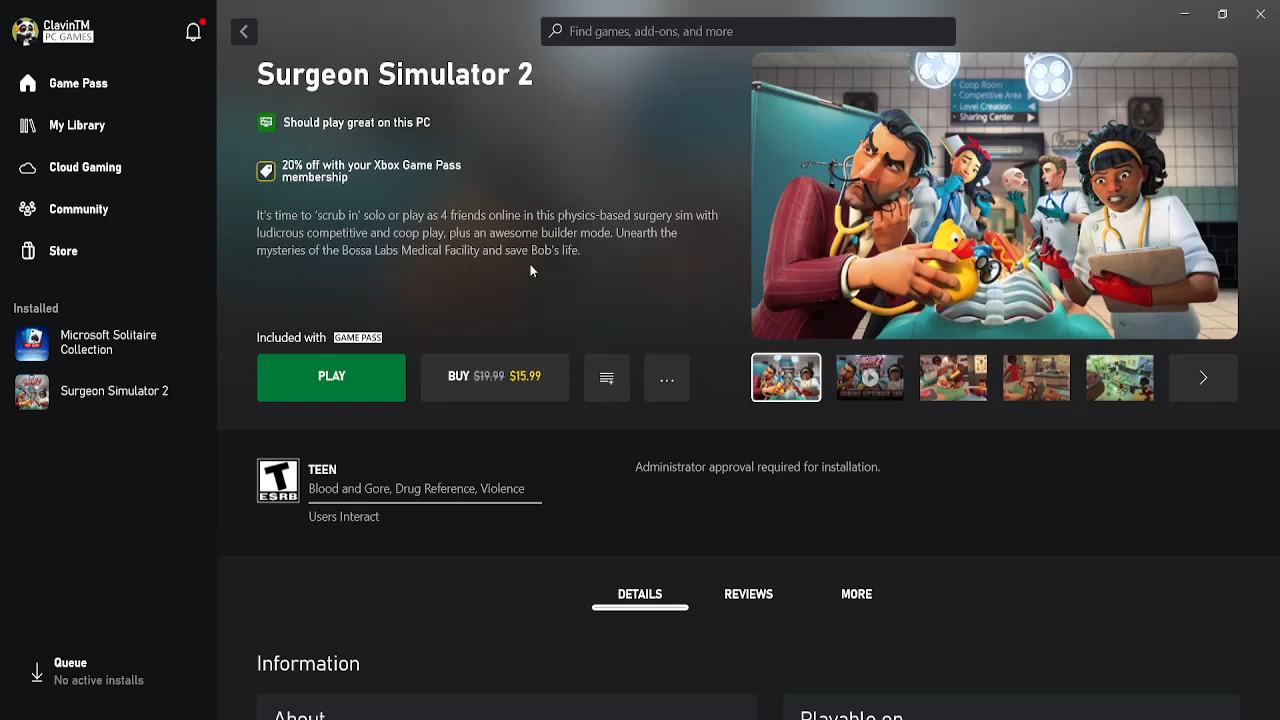 ClavinTM
PC GAMES
Find games, add-ons, and more
Game Pass
My Library
Cloud Gaming
Community
Store
Installed
Microsoft Solitaire
Collection
Surgeon Simulator 2
Queue
No active installs
Surgeon Simulator 2
Should play great on this PC
20% off with your Xbox Game Pass
membership
It's time to ‘scrub in’ solo or play as 4 friends online in this physics-based surgery sim with
ludicrous competitive and coop play, plus an awesome builder mode. Unearth the
mysteries of the Bossa Labs Medical Facility and save Bob's life.
Included with GAME PASS
PLAY
BUY $19.99 $15.99
...
Coop Room
Competitive Area
Level Creation
Sharing Center
T
ESRB
TEEN
Blood and Gore, Drug Reference, Violence
Users Interact
Administrator approval required for installation.
DETAILS
REVIEWS
MORE
Information
About
Playable on